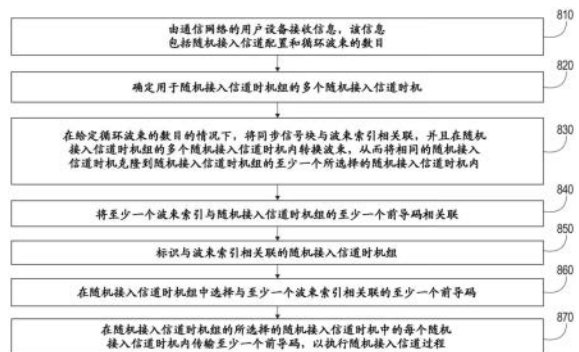 810
由通信网络的用户设备接收信息，该信息
包括随机接入信道配置和循环波束的数目
820
确定用于随机接入信道时机组的多个随机接入信道时机
830
在给定循环波束的数目的情况下，将同步信号块与波束索引相关联，并且在随机
接入信道时机组的多个随机接入信道时机内转换波束，从而将相同的随机接入
信道时机克隆到随机接入信道时机组的至少一个所选择的随机接入信道时机内
840
将至少一个波束索引与随机接入信道时机组的至少一个前导码相关联
850
标识与波束索引相关联的随机接入信道时机组
860
在随机接入信道时机组中选择与至少一个波束索引相关联的至少一个前导码
870
在随机接入信道时机组的所选择的随机接入信道时机中的每个随机
接入信道时机内传输至少一个前导码，以执行随机接入信道过程